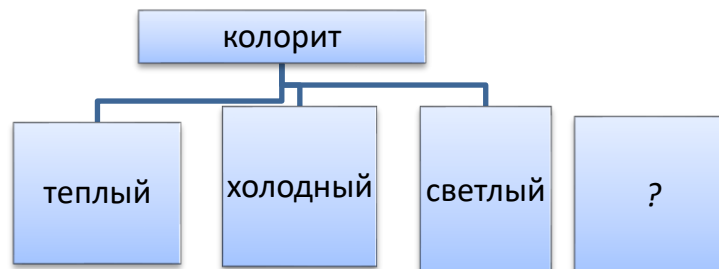 колорит
теплый
холодный
светлый
?